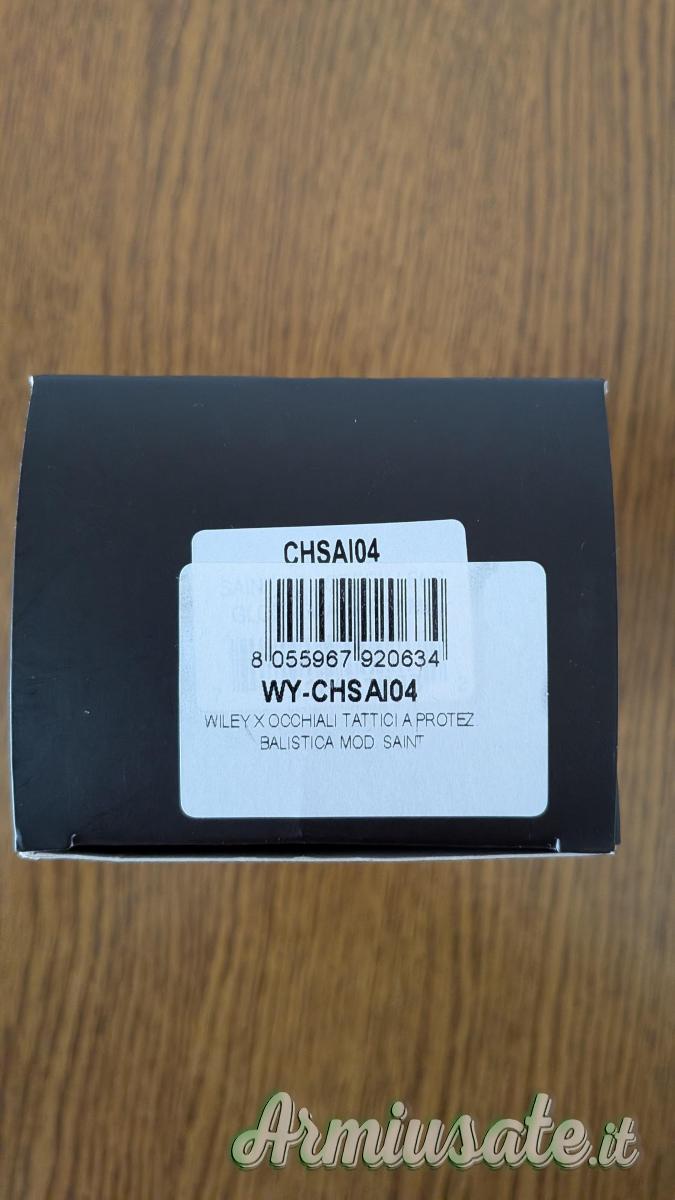 CHSAI04
8 055967 920634
WY-CHSAI04
WILEY X OCCHIALI TATTICI A PROTEZ.
BALISTICA MOD. SAINT
Armiusate.it